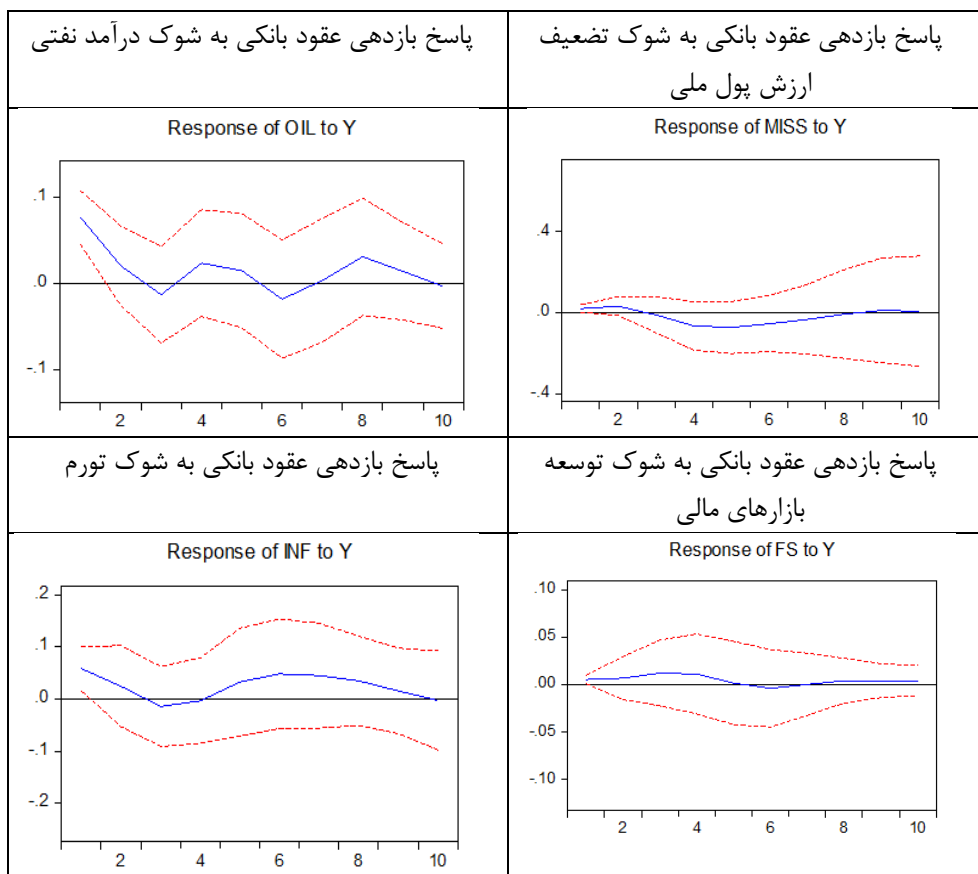 پاسخ بازدهی عقود بانکی به شوک تضعیف
ارزش پول ملی
پاسخ بازدهی عقود بانکی به شوک درآمد نفتی
Response of MISS to Y
.4
.0
-.4
2 4 6 8 10
Response of OIL to Y
.1
.0
-.1
2 4 6 8 10
پاسخ بازدهی عقود بانکی به شوک توسعه
بازارهای مالی
پاسخ بازدهی عقود بانکی به شوک تورم
Response of FS to Y
.10
.05
.00
-.05
-.10
2 4 6 8 10
Response of INF to Y
.2
.1
.0
-.1
-.2
2 4 6 8 10